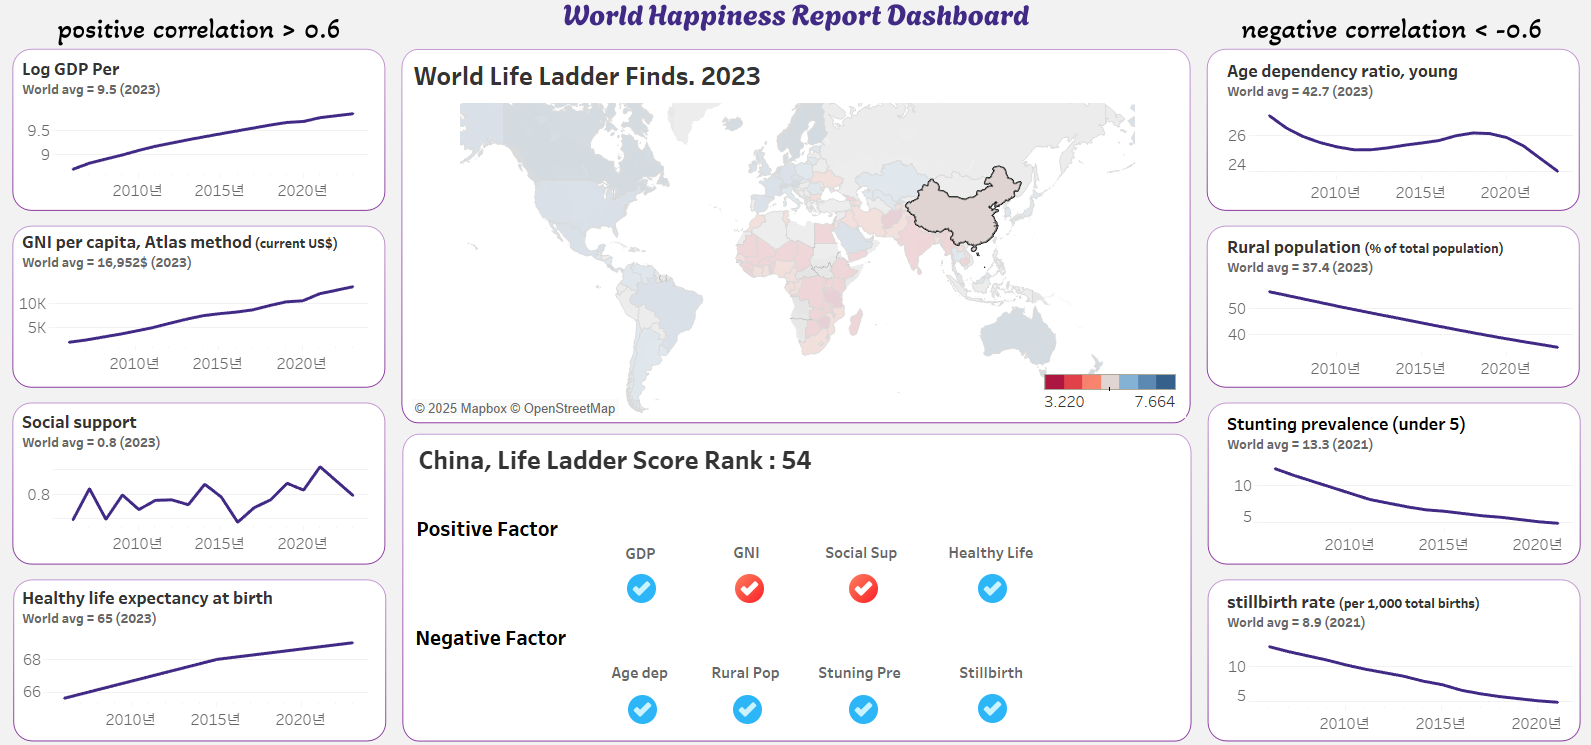 World Happiness Report Dashboard
positive correlation > 0.6
Log GDP Per
World avg = 9.5 (2023)
9.5
9
2010년 2015년 2020년
GNI per capita, Atlas method (current US$)
World avg = 16,952$ (2023)
10K
5K
2010년 2015년 2020년
Social support
World avg = 0.8 (2023)
0.8
2010년 2015년 2020년
Healthy life expectancy at birth
World avg = 65 (2023)
68
66
2010년 2015년 2020년
World Life Ladder Finds. 2023
© 2025 Mapbox © OpenStreetMap
3.220 7.664
China, Life Ladder Score Rank : 54
Positive Factor
GDP GNI Social Sup Healthy Life
Negative Factor
Age dep Rural Pop Stuning Pre Stillbirth
negative correlation < -0.6
Age dependency ratio, young
World avg = 42.7 (2023)
26
24
2010년 2015년 2020년
Rural population (% of total population)
World avg = 37.4 (2023)
50
40
2010년 2015년 2020년
Stunting prevalence (under 5)
World avg = 13.3 (2021)
10
5
2010년 2015년 2020년
stillbirth rate (per 1,000 total births)
World avg = 8.9 (2021)
10
5
2010년 2015년 2020년